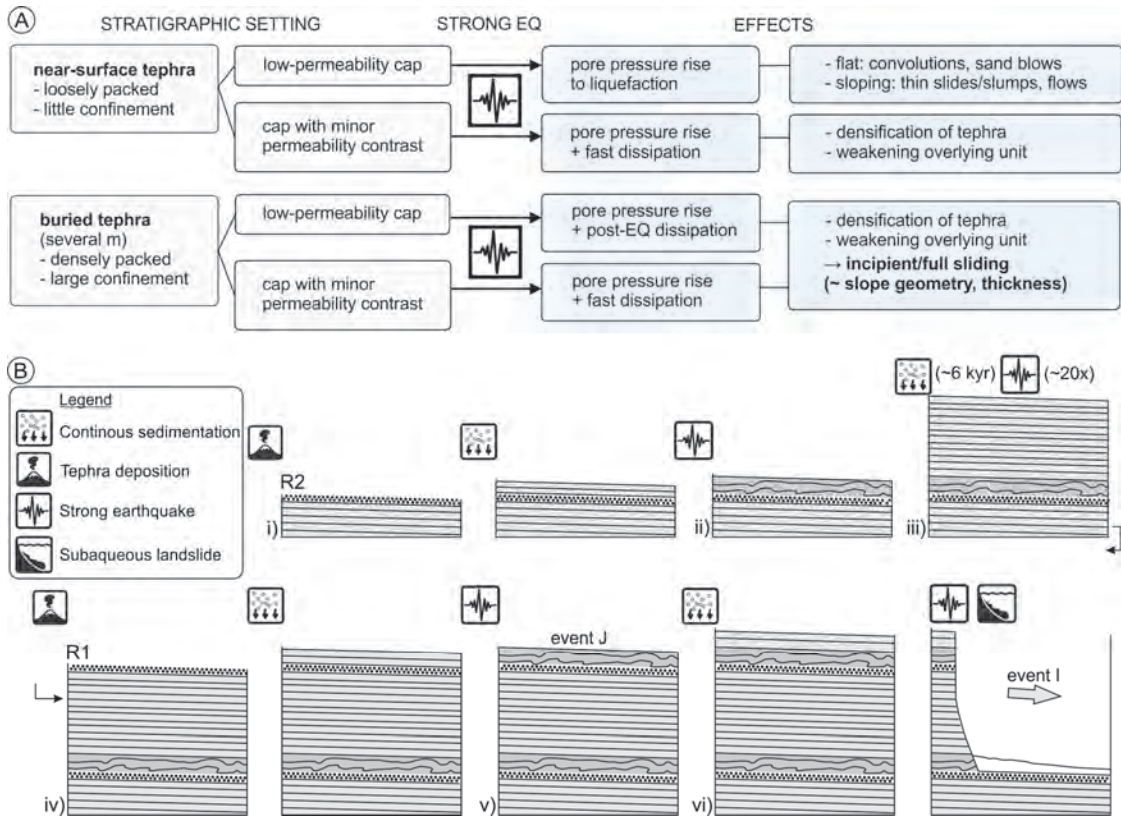 A
STRATIGRAPHIC SETTING
STRONG EQ
EFFECTS
near-surface tephra
- loosely packed
- little confinement
low-permeability cap
pore pressure rise
to liquefaction
- flat: convolutions, sand blows
- sloping: thin slides/slumps, flows
cap with minor
permeability contrast
pore pressure rise
+ fast dissipation
- densification of tephra
- weakening overlying unit
buried tephra
(several m)
- densely packed
- large confinement
low-permeability cap
pore pressure rise
+ post-EQ dissipation
cap with minor
permeability contrast
pore pressure rise
+ fast dissipation
- densification of tephra
- weakening overlying unit
→ incipient/full sliding
(~ slope geometry, thickness)
B
Legend
Continous sedimentation
Tephra deposition
Strong earthquake
Subaqueous landslide
(~6 kyr)
(~20x)
R2
i)
ii)
iii)
R1
event J
event I
iv)
v)
vi)